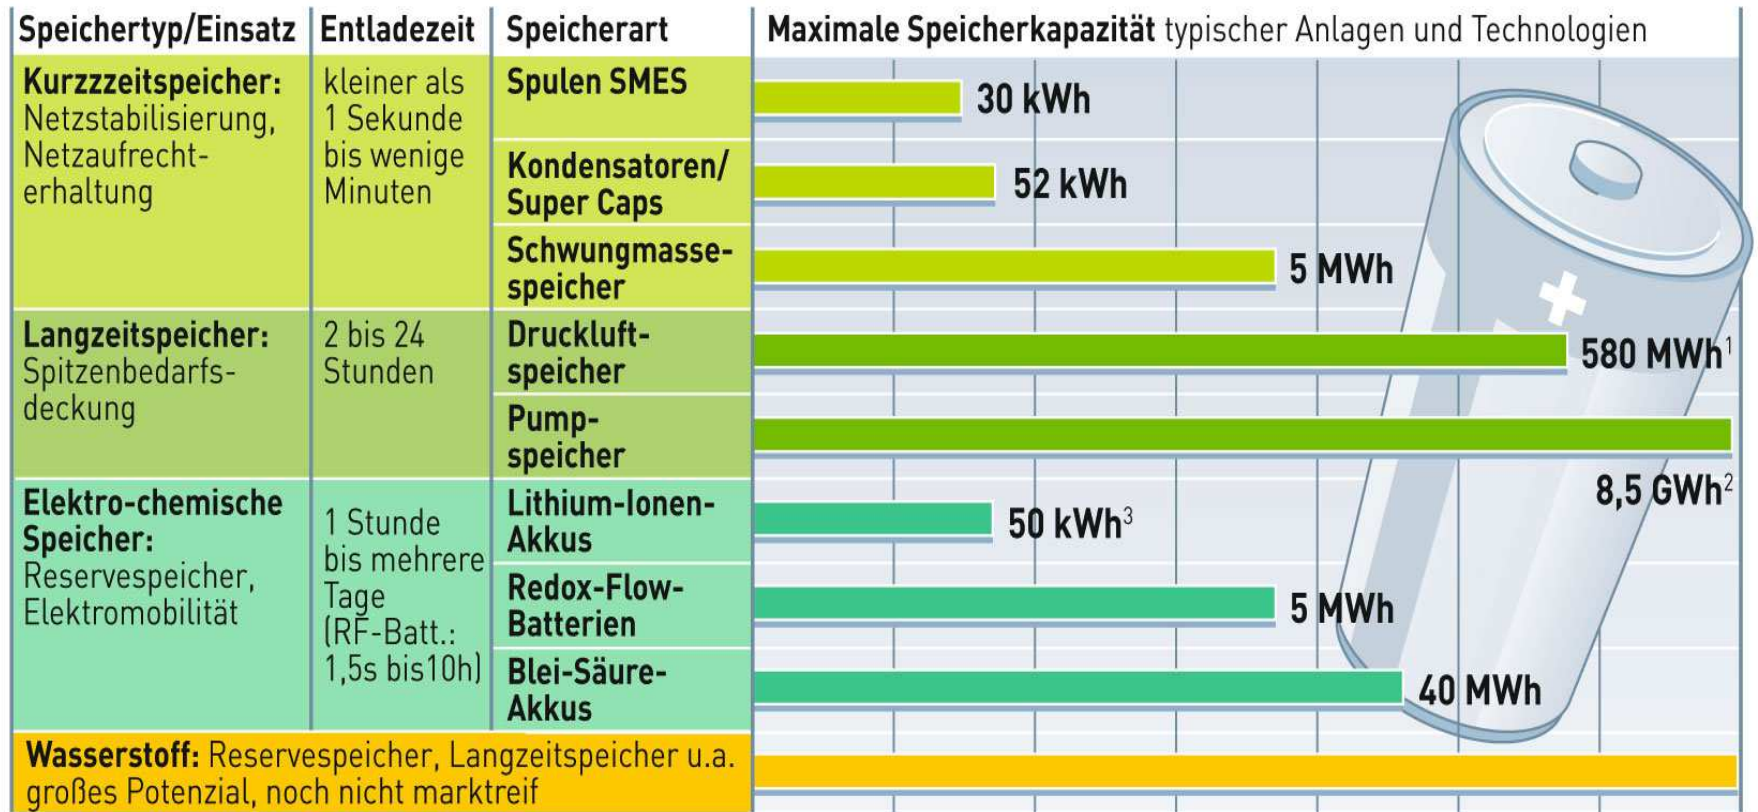 Speichertyp/Einsatz
Entladezeit
Speicherart
Maximale Speicherkapazität typischer Anlagen und Technologien
Kurzzzeitspeicher:
Netzstabilisierung,
Netzaufrecht-
erhaltung
kleiner als
1 Sekunde
bis wenige
Minuten
Spulen SMES
30 kWh
Kondensatoren/
Super Caps
52 kWh
Schwungmasse-
speicher
5 MWh
Langzeitspeicher:
Spitzenbedarfs-
deckung
2 bis 24
Stunden
Druckluft-
speicher
580 MWh¹
Pump-
speicher
8,5 GWh²
Elektro-chemische
Speicher:
Reservespeicher,
Elektromobilität
1 Stunde
bis mehrere
Tage
(RF-Batt.:
1,5s bis10h)
Lithium-Ionen-
Akkus
50 kWh³
Redox-Flow-
Batterien
5 MWh
Blei-Säure-
Akkus
40 MWh
Wasserstoff: Reservespeicher, Langzeitspeicher u.a.
großes Potenzial, noch nicht marktreif